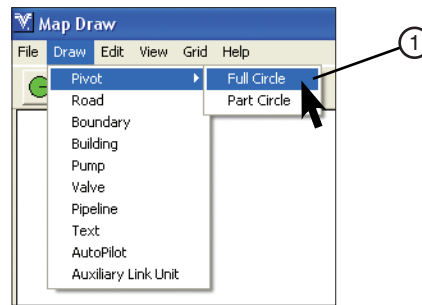 Map Draw
File Draw Edit View Grid Help
Pivot
Full Circle
Part Circle
Road
Boundary
Building
Pump
Valve
Pipeline
Text
AutoPilot
Auxiliary Link Unit
1